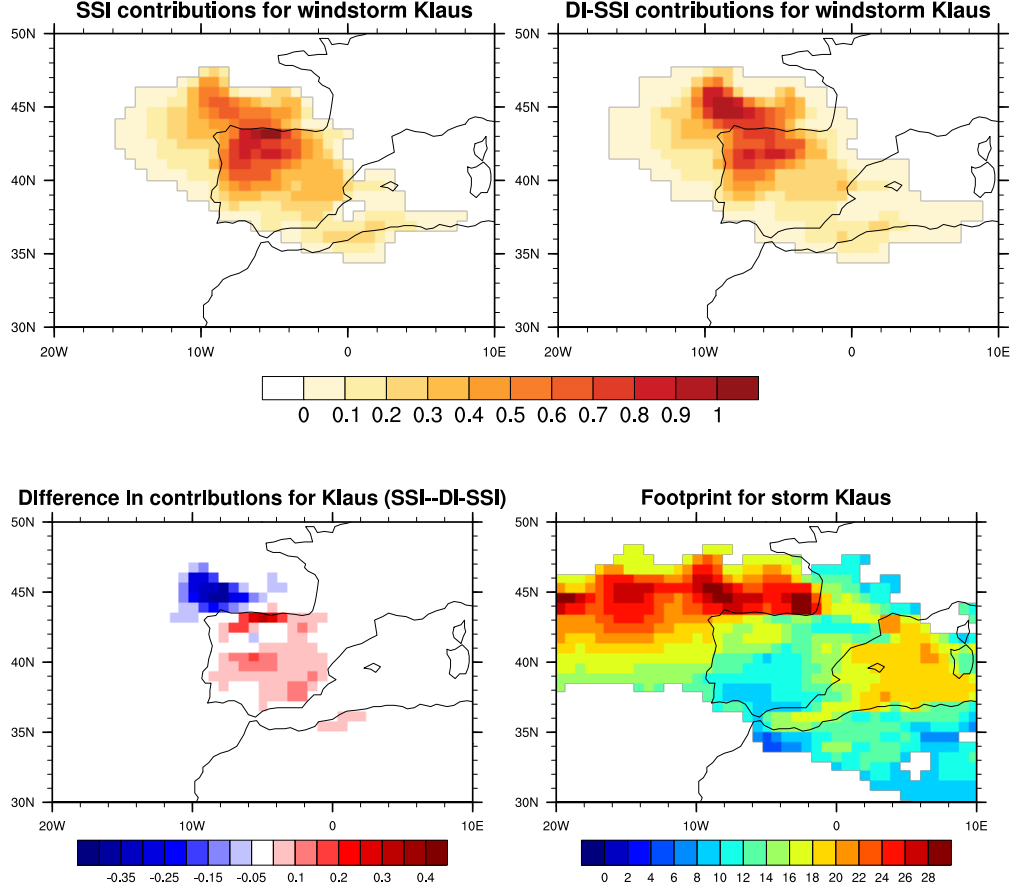 SSI contributions for windstorm Klaus
DI-SSI contributions for windstorm Klaus
50N
45N
40N
35N
30N
20W 10W 0 10E
50N
45N
40N
35N
30N
20W 10W 0 10E
0 0.1 0.2 0.3 0.4 0.5 0.6 0.7 0.8 0.9 1
Difference in contributions for Klaus (SSI--DI-SSI)
Footprint for storm Klaus
50N
45N
40N
35N
30N
20W 10W 0 10E
50N
45N
40N
35N
30N
20W 10W 0 10E
-0.35 -0.25 -0.15 -0.05 0.1 0.2 0.3 0.4
0 2 4 6 8 10 12 14 16 18 20 22 24 26 28